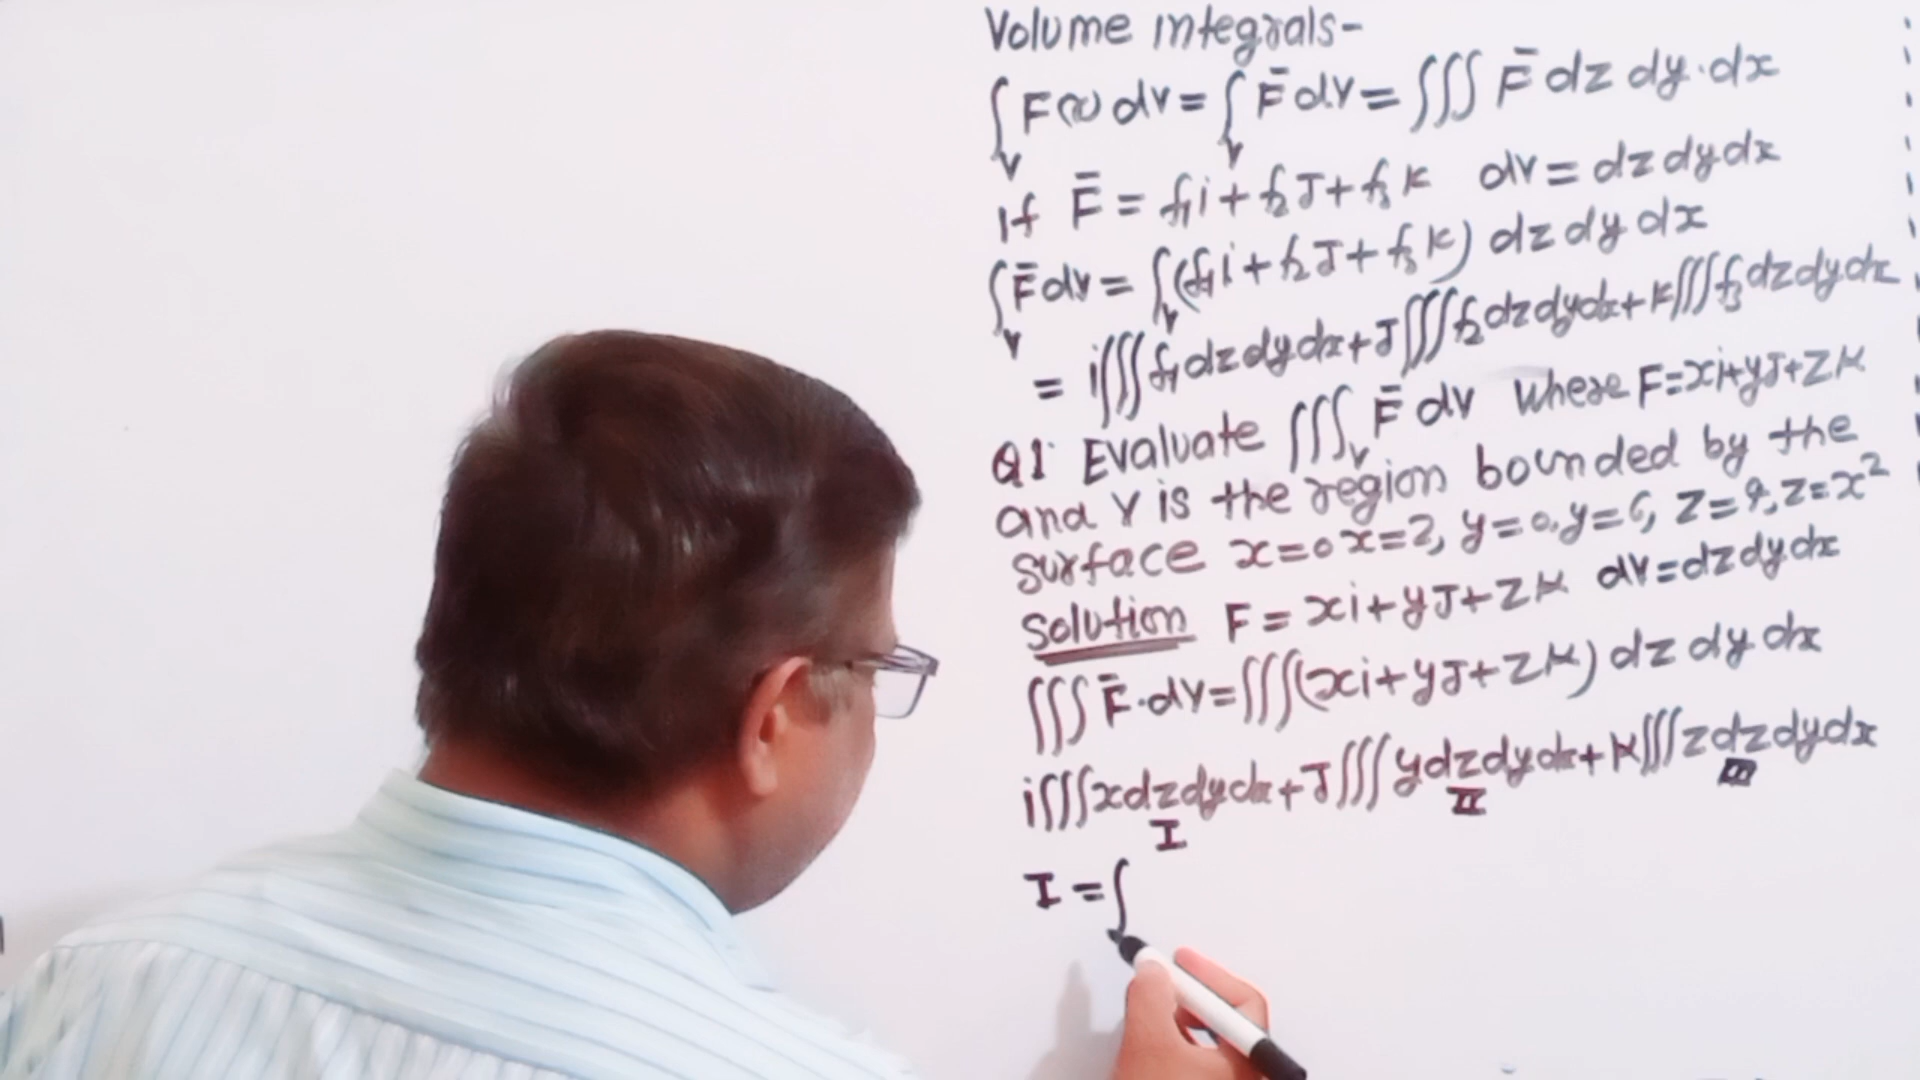 Volume integrals-
∫_V F(r) dv = ∫_V F̄ dv = ∫∫∫ F̄ dz dy.dx
If F̄ = f₁i + f₂J + f₃K dv = dz dy dx
∫_V F̄ dv = ∫_V (f₁i + f₂J + f₃K) dz dy dx
= i∫∫∫ f₁ dz dy dx + J∫∫∫ f₂ dz dy dx + K∫∫∫ f₃ dz dy dx
Q1. Evaluate ∫∫∫_V F̄ dv Where F=xi+yJ+ZK
and V is the region bounded by the
surface x=0 x=2, y=0, y=6, Z=4, Z=x²
Solution F = xi + yJ + ZK dv = dz dy dx
∫∫∫ F̄.dv = ∫∫∫(xi + yJ + ZK) dz dy dx
i∫∫∫ x dz dy dx + J∫∫∫ y dz dy dx + K∫∫∫ z dz dy dx
I II III
I = ∫